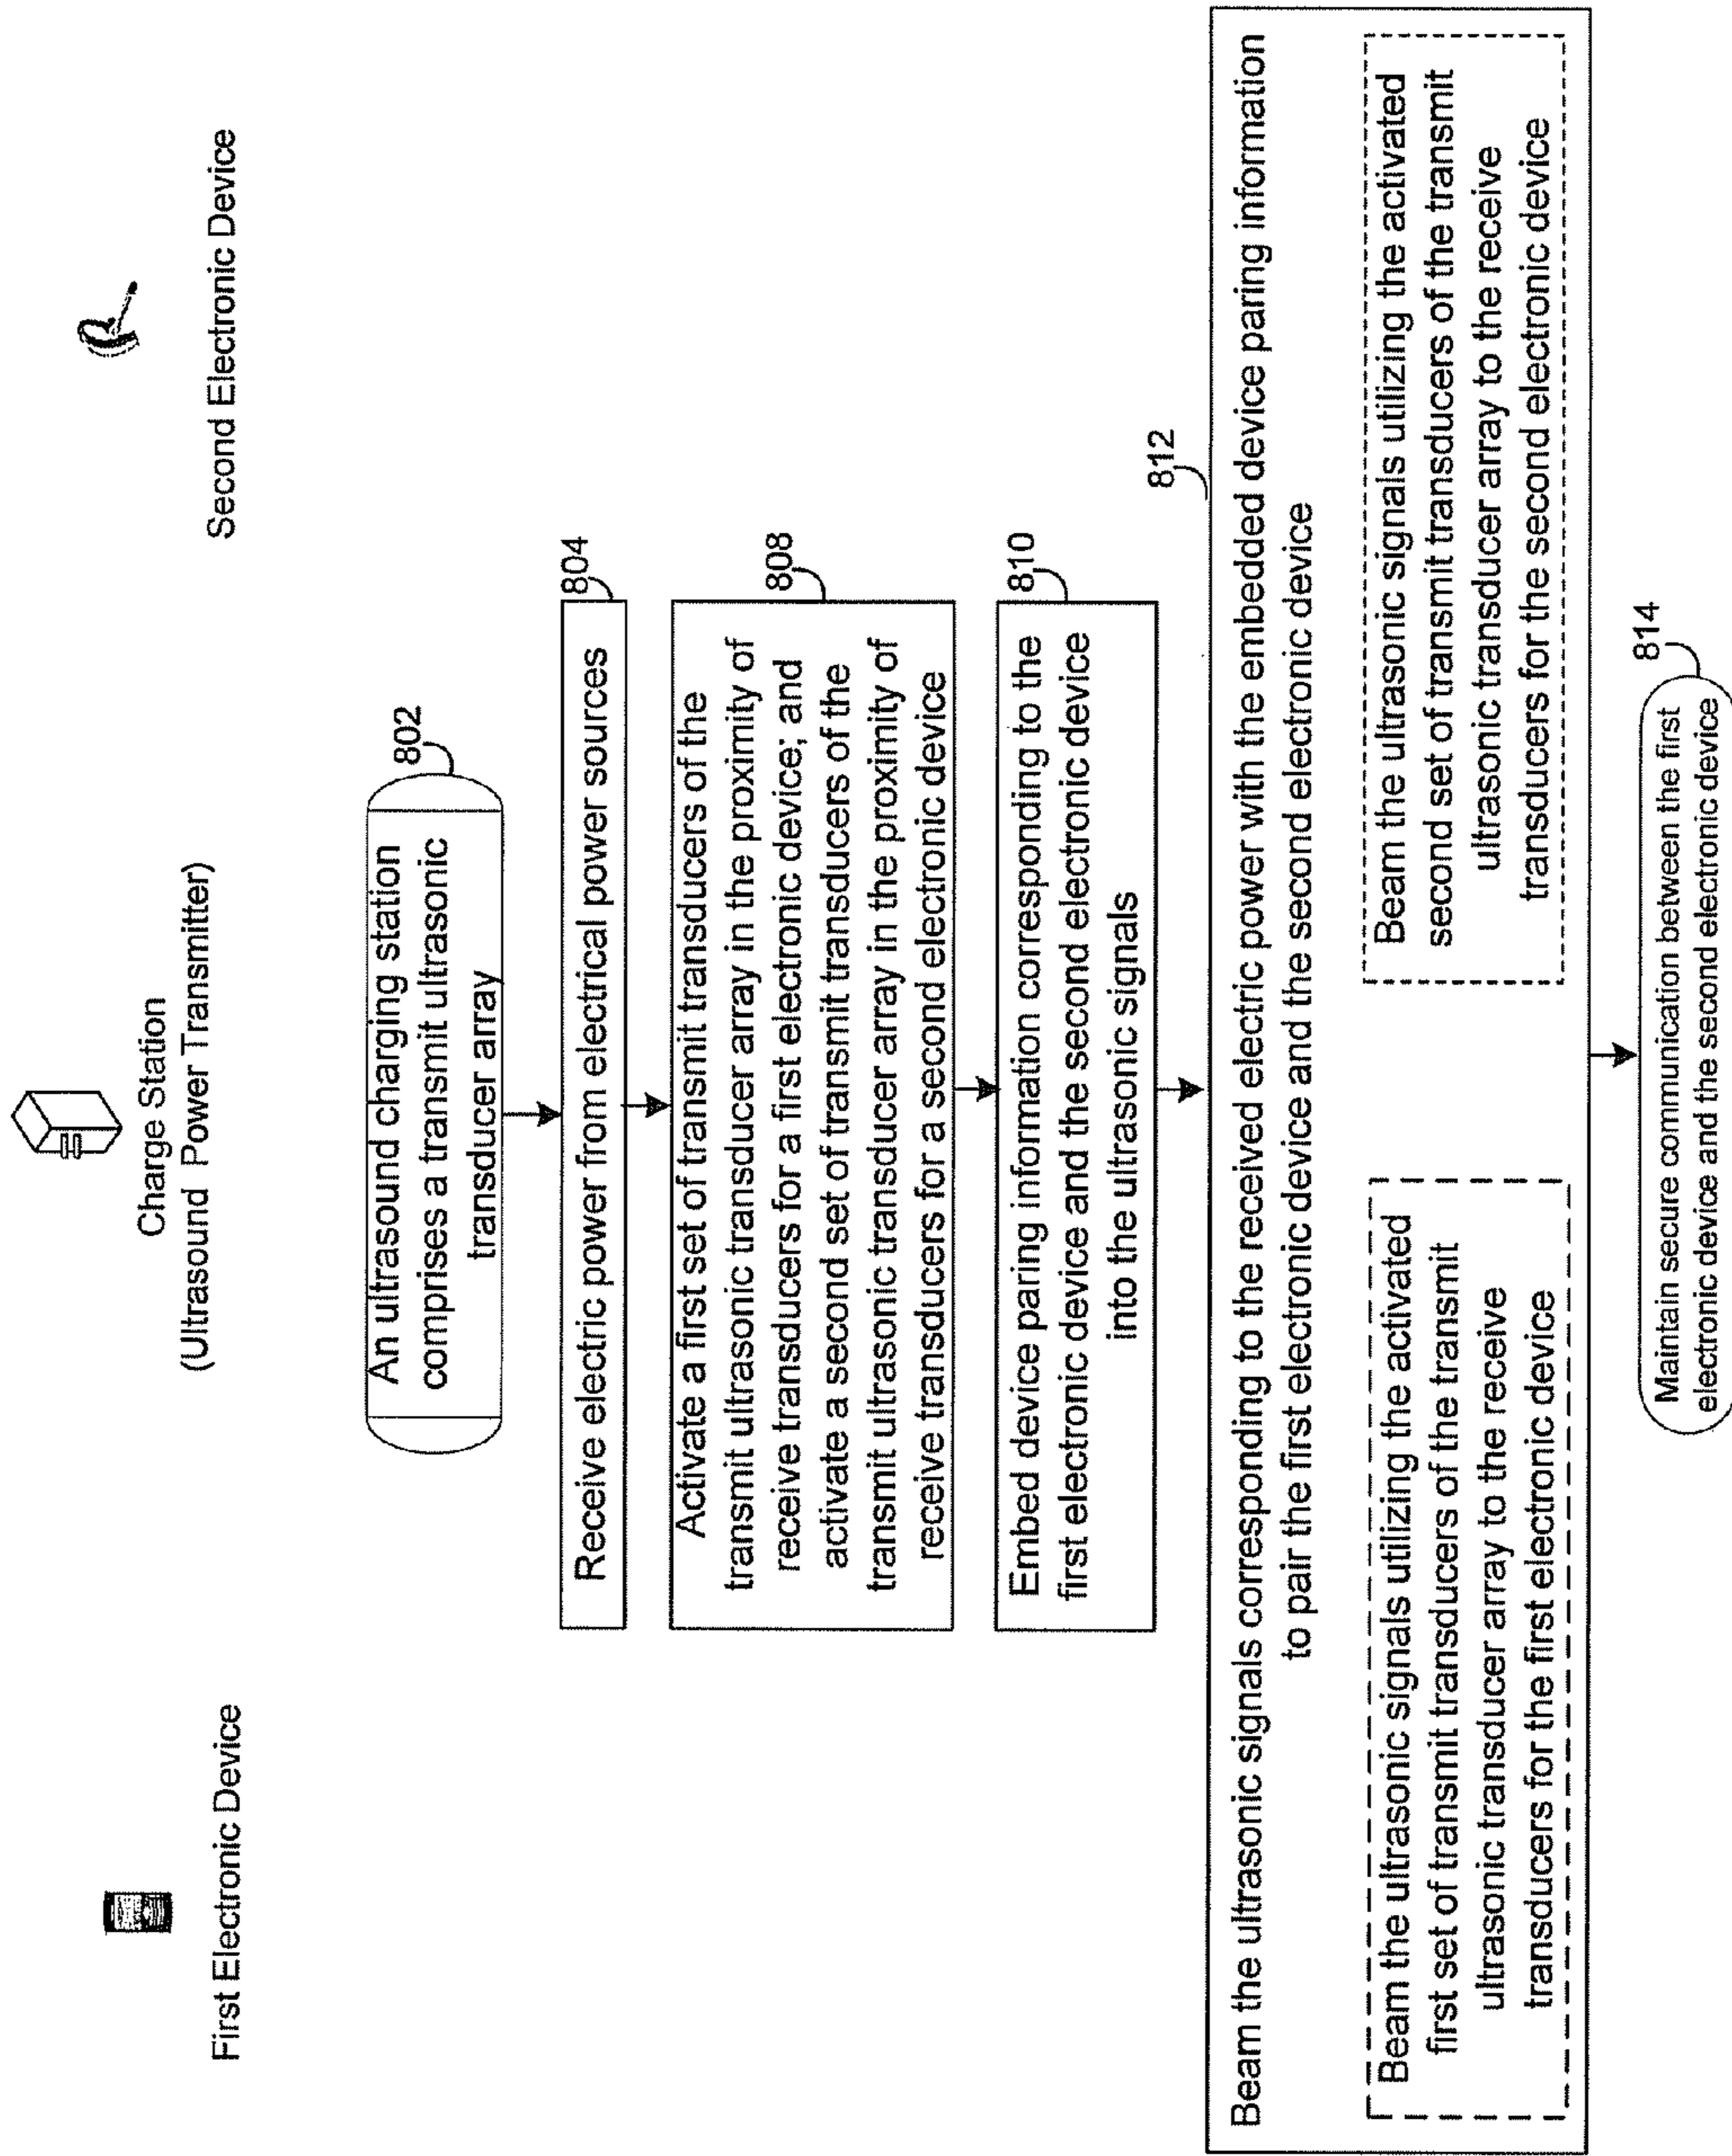 Charge Station
(Ultrasound Power Transmitter)
First Electronic Device
Second Electronic Device
802
An ultrasound charging station
comprises a transmit ultrasonic
transducer array
804
Receive electric power from electrical power sources
808
Activate a first set of transmit transducers of the
transmit ultrasonic transducer array in the proximity of
receive transducers for a first electronic device; and
activate a second set of transmit transducers of the
transmit ultrasonic transducer array in the proximity of
receive transducers for a second electronic device
810
Embed device paring information corresponding to the
first electronic device and the second electronic device
into the ultrasonic signals
812
Beam the ultrasonic signals corresponding to the received electric power with the embedded device paring information
to pair the first electronic device and the second electronic device
Beam the ultrasonic signals utilizing the activated
first set of transmit transducers of the transmit
ultrasonic transducer array to the receive
transducers for the first electronic device
Beam the ultrasonic signals utilizing the activated
second set of transmit transducers of the transmit
ultrasonic transducer array to the receive
transducers for the second electronic device
814
Maintain secure communication between the first
electronic device and the second electronic device